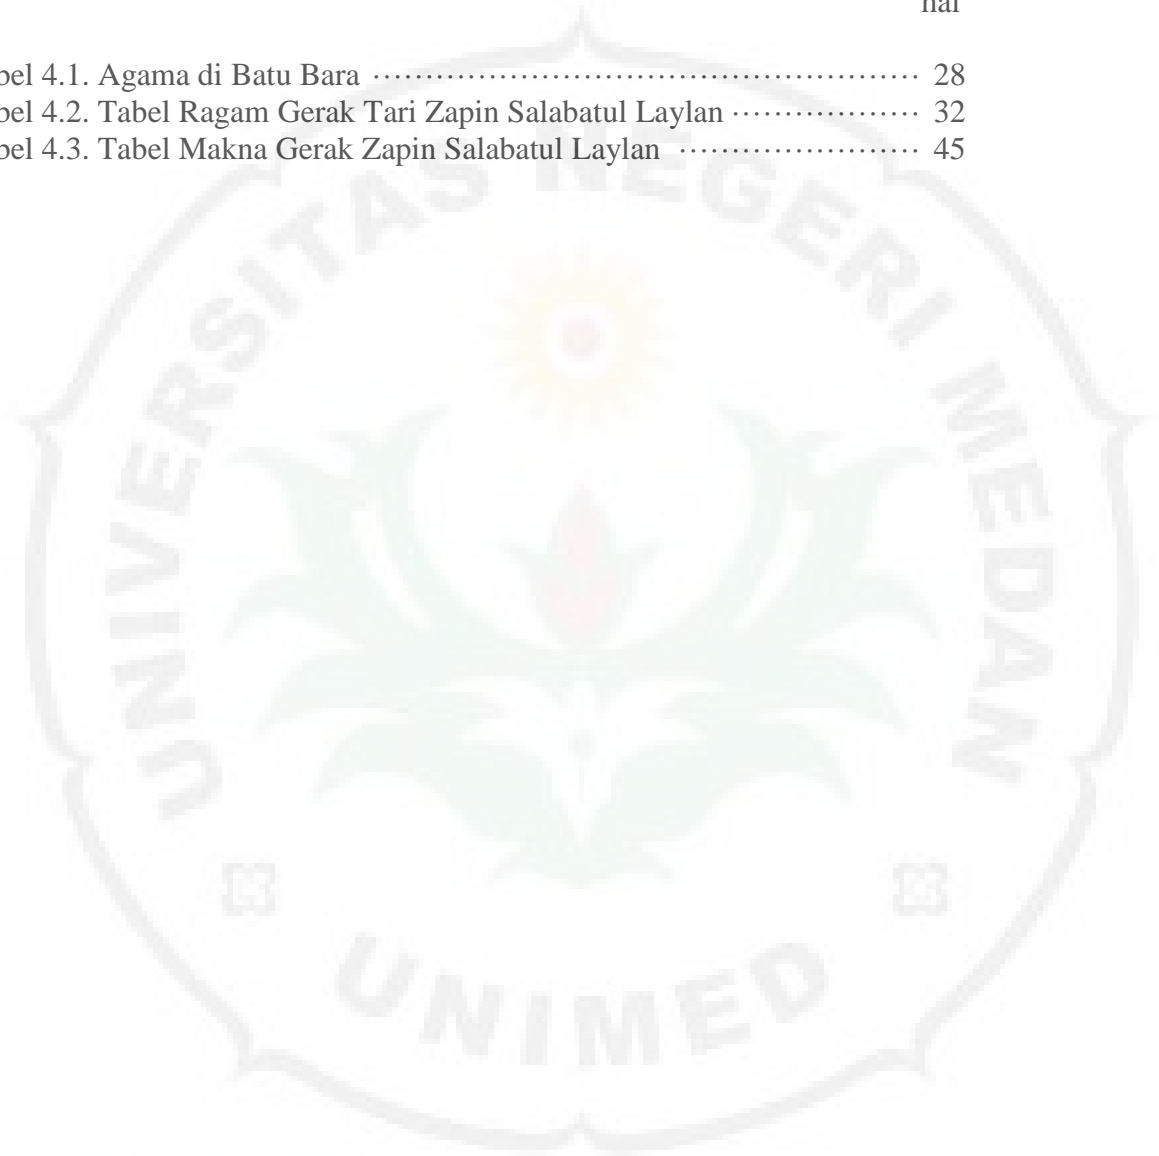 hal
bel 4.1. Agama di Batu Bara ···················································· 28
bel 4.2. Tabel Ragam Gerak Tari Zapin Salabatul Laylan ·················· 32
bel 4.3. Tabel Makna Gerak Zapin Salabatul Laylan ······················· 45
UNIVERSITAS NEGERI MEDAN
UNIMED